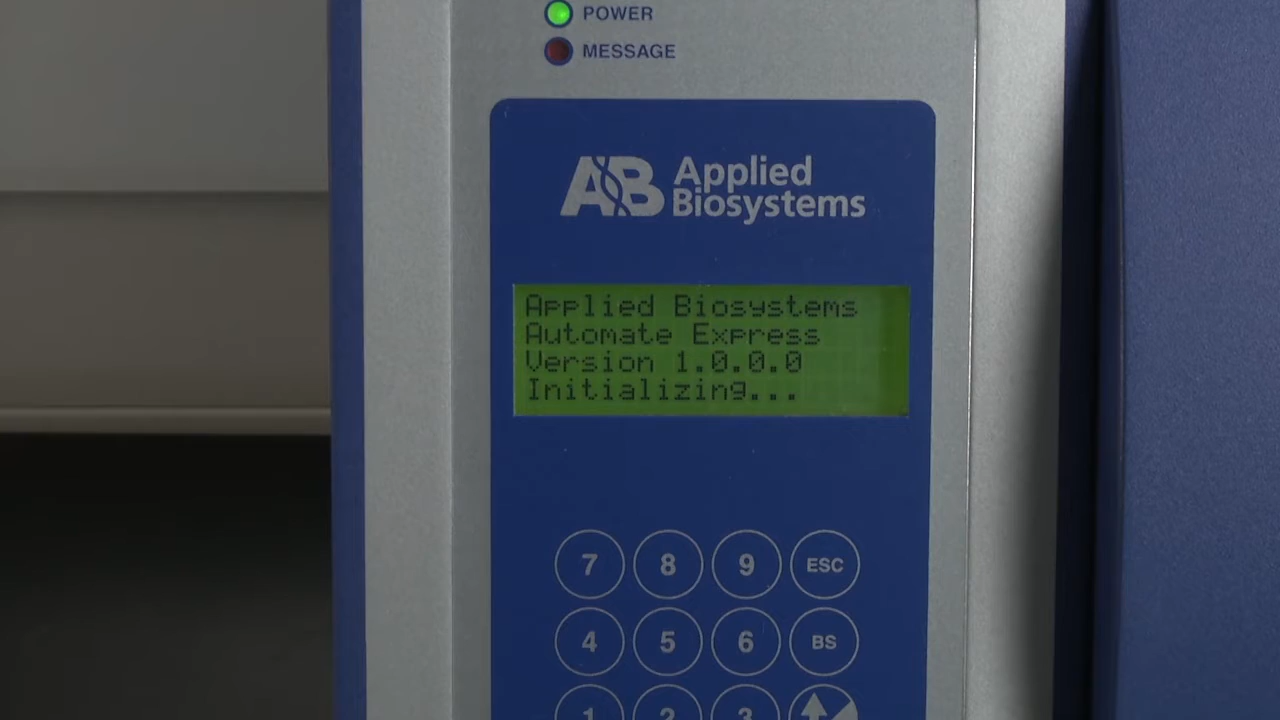 POWER
MESSAGE
AB Applied
Biosystems
Applied Biosystems
Automate Express
Version 1.0.0.0
Initializing...
7 8 9 ESC
4 5 6 BS
1 2 3